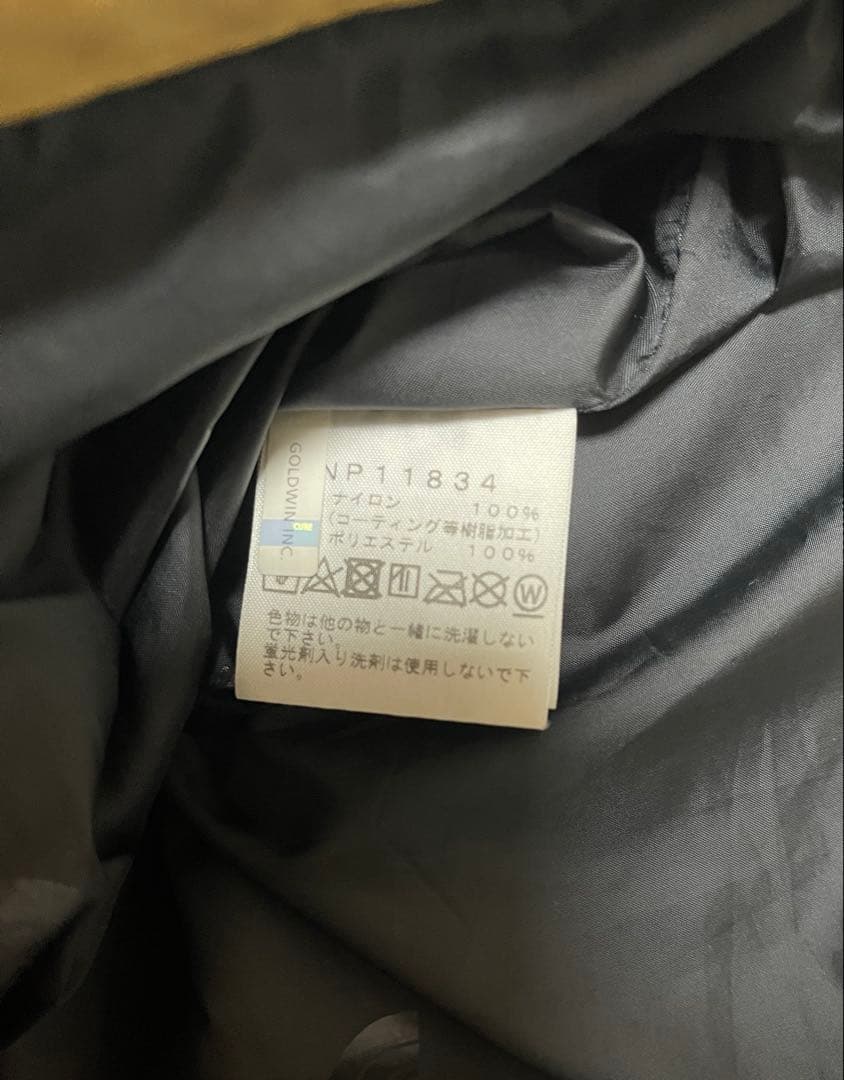 NP11834
ナイロン 100%
(コーティング等樹脂加工)
ポリエステル 100%
GOLDWIN INC.
CURE
W
色物は他の物と一緒に洗濯しない
で下さい。
蛍光剤入り洗剤は使用しないで下
さい。